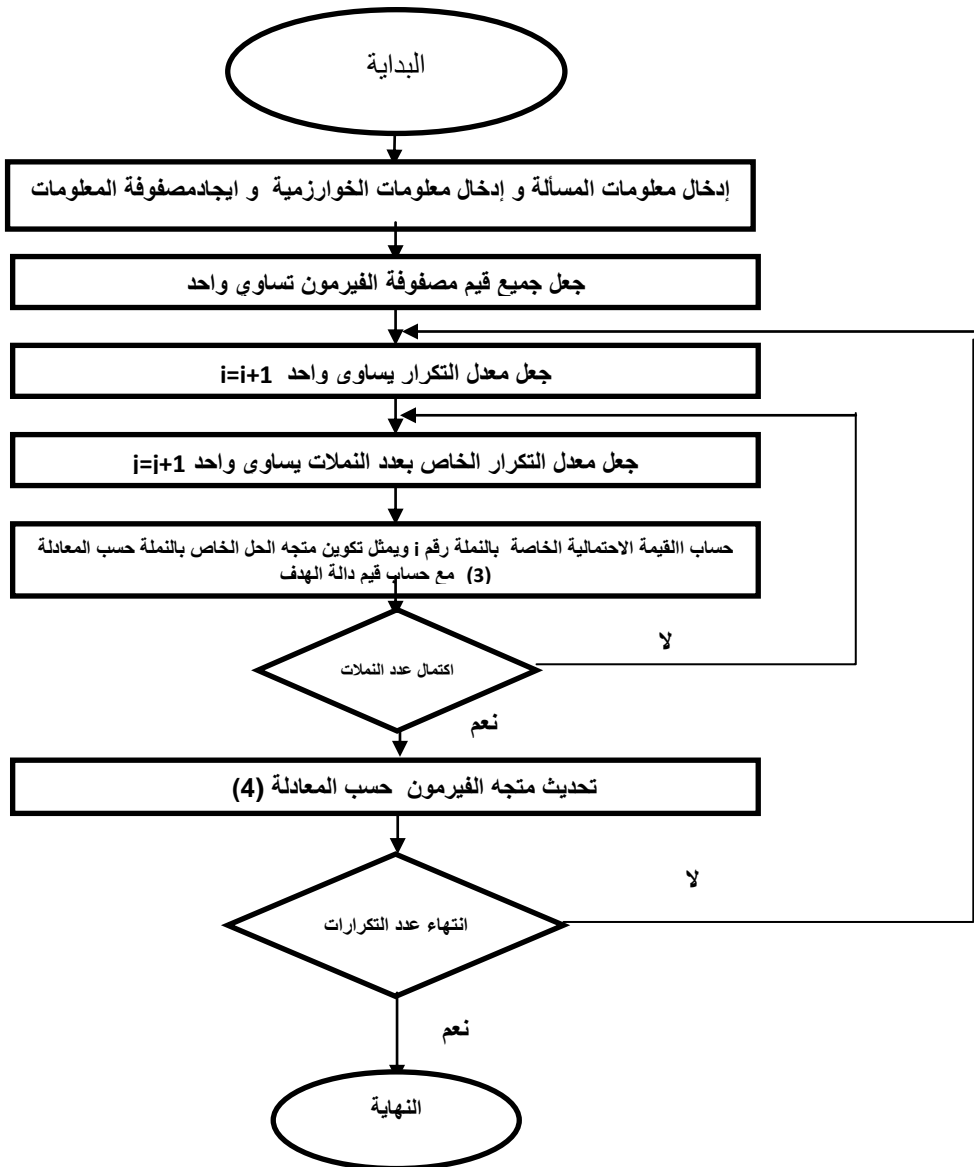 البداية
إدخال معلومات المسألة و إدخال معلومات الخوارزمية و ايجادمصفوفة المعلومات
جعل جميع قيم مصفوفة الفيرمون تساوي واحد
جعل معدل التكرار يساوي واحد i=i+1
جعل معدل التكرار الخاص بعدد النملات يساوي واحد i=i+1
حساب االقيمة الاحتمالية الخاصة بالنملة رقم i ويمثل تكوين متجه الحل الخاص بالنملة حسب المعادلة
(3) مع حساب قيم دالة الهدف
لا
اكتمال عدد النملات
نعم
تحديث متجه الفيرمون حسب المعادلة (4)
لا
انتهاء عدد التكرارات
نعم
النهاية